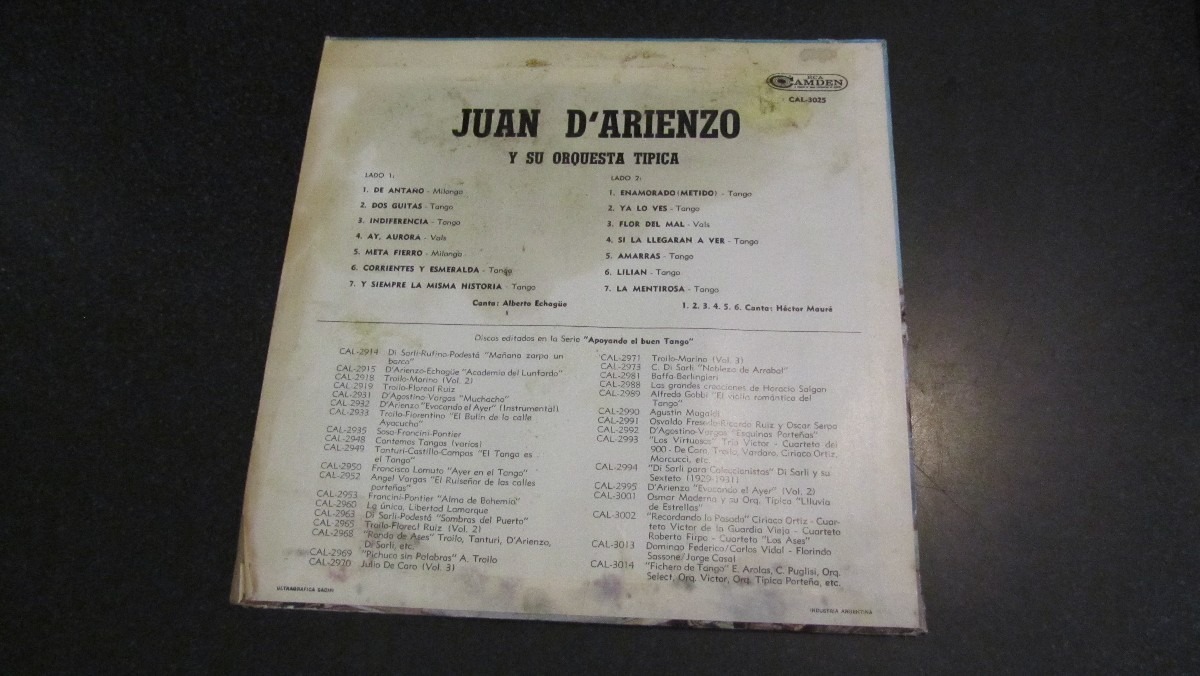 RCA
CAMDEN
CAL-3025
JUAN D'ARIENZO
Y SU ORQUESTA TIPICA
LADO 1:
1. DE ANTAÑO - Milonga
2. DOS GUITAS - Tango
3. INDIFERENCIA - Tango
4. AY, AURORA - Vals
5. META FIERRO - Milonga
6. CORRIENTES Y ESMERALDA - Tango
7. Y SIEMPRE LA MISMA HISTORIA - Tango
Canta: Alberto Echagüe
LADO 2:
1. ENAMORADO (METIDO) - Tango
2. YA LO VES - Tango
3. FLOR DEL MAL - Vals
4. SI LA LLEGARAN A VER - Tango
5. AMARRAS - Tango
6. LILIAN - Tango
7. LA MENTIROSA - Tango
1. 2. 3. 4. 5. 6. Canta: Héctor Mauré
Discos editados en la Serie "Apoyando el buen Tango"
CAL-2914 Di Sarli-Rufino-Podestá "Mañana zarpa un
barco"
CAL-2915 D'Arienzo-Echagüe "Academia del Lunfardo"
CAL-2918 Troilo-Marino (Vol. 2)
CAL-2919 Troilo-Floreal Ruiz
CAL-2931 D'Agostino-Vargas "Muchacho"
CAL-2932 D'Arienzo "Evocando el Ayer" (Instrumental)
CAL-2933 Troilo-Fiorentino "El Bulín de la calle
Ayacucho"
CAL-2935 Sosa-Francini-Pontier
CAL-2948 Cantemos Tangos (varios)
CAL-2949 Tanturi-Castillo-Campos "El Tango es
el Tango"
CAL-2950 Francisco Lomuto "Ayer en el Tango"
CAL-2952 Angel Vargas "El Ruiseñor de las calles
porteñas"
CAL-2953 Francini-Pontier "Alma de Bohemio"
CAL-2960 La única, Libertad Lamarque
CAL-2963 Di Sarli-Podestá "Sombras del Puerto"
CAL-2965 Troilo-Floreal Ruiz (Vol. 2)
CAL-2968 "Ronda de Ases" Troilo, Tanturi, D'Arienzo,
Di Sarli, etc.
CAL-2969 "Pichuco sin Palabras" A. Troilo
CAL-2970 Julio De Caro (Vol. 3)
CAL-2971 Troilo-Marino (Vol. 3)
CAL-2973 C. Di Sarli "Nobleza de Arrabal"
CAL-2981 Baffa-Berlingieri
CAL-2988 Las grandes creaciones de Horacio Salgan
CAL-2989 Alfredo Gobbi "El violín romántico del
Tango"
CAL-2990 Agustín Magaldi
CAL-2991 Osvaldo Fresedo-Ricardo Ruiz y Oscar Serpa
CAL-2992 D'Agostino-Vargas "Esquinas Porteñas"
CAL-2993 "Los Virtuosos" Trío Victor - Cuarteto del
900 - De Caro, Troilo, Vardaro, Ciriaco Ortiz,
Marcucci, etc.
CAL-2994 "Di Sarli para Coleccionistas" Di Sarli y su
Sexteto (1929-1931)
CAL-2995 D'Arienzo "Evocando el Ayer" (Vol. 2)
CAL-3001 Osmar Maderna y su Orq. Típica "Lluvia
de Estrellas"
CAL-3002 "Recordando lo Pasado" Ciriaco Ortiz - Cuar-
teto Victor de la Guardia Vieja - Cuarteto
Roberto Firpo - Cuarteto "Los Ases"
CAL-3013 Domingo Federico/Carlos Vidal - Florindo
Sassone/Jorge Casal
CAL-3014 "Fichero de Tango" E. Arolas, C. Puglisi, Orq.
Select, Orq. Victor, Orq. Típica Porteña, etc.
INDUSTRIA ARGENTINA